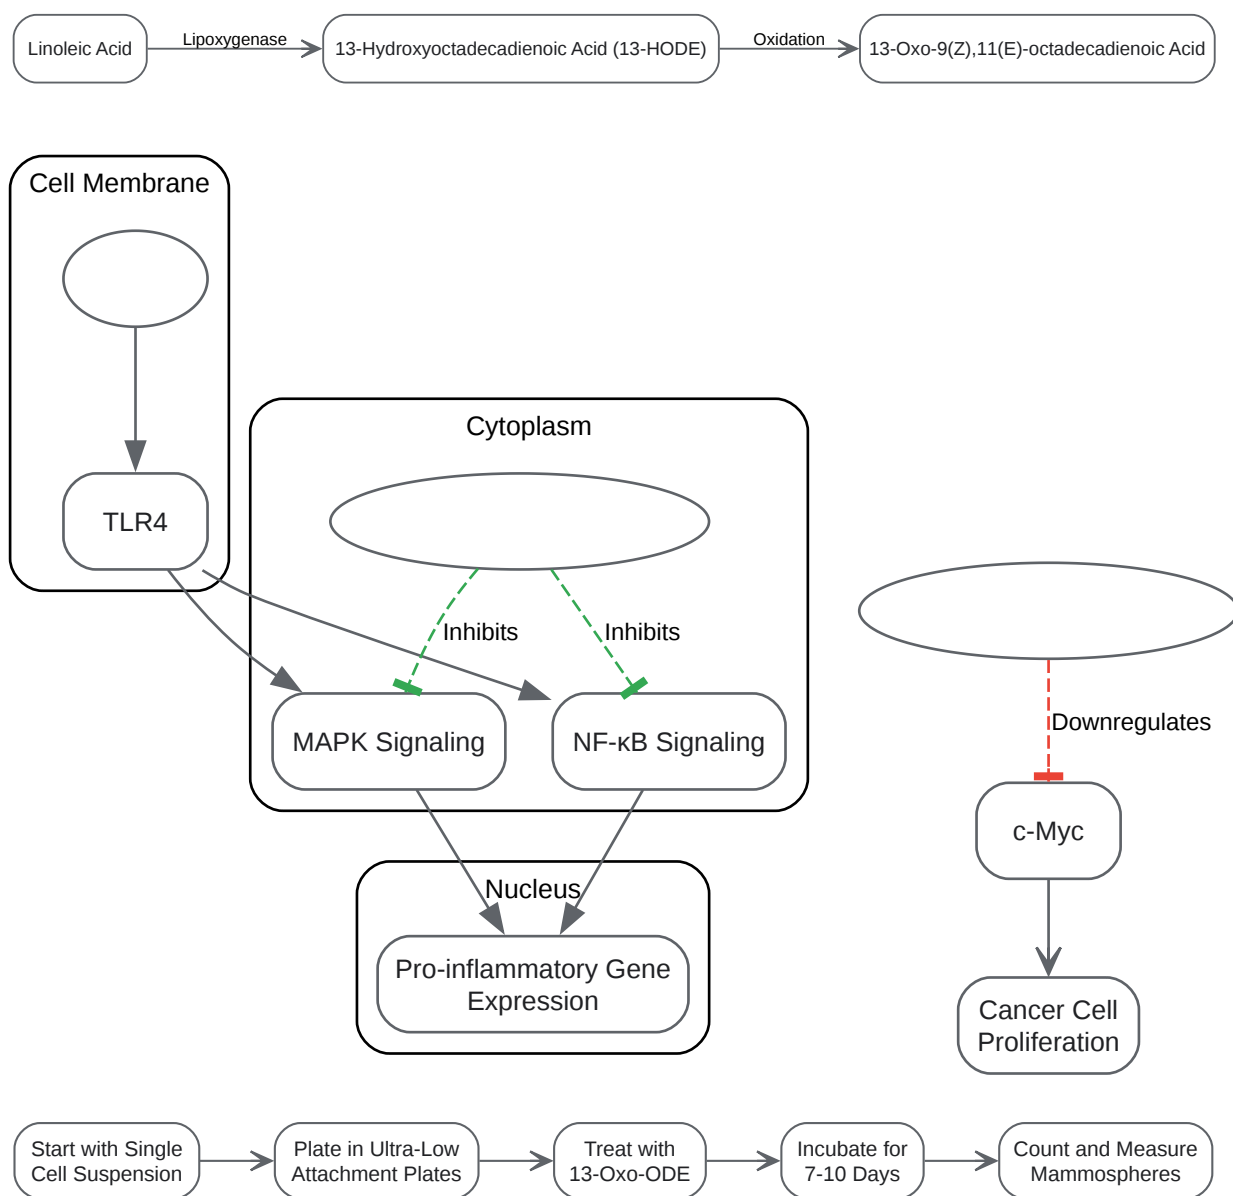 Linoleic Acid
Lipoxygenase
13-Hydroxyoctadecadienoic Acid (13-HODE)
Oxidation
13-Oxo-9(Z),11(E)-octadecadienoic Acid
Cell Membrane
TLR4
Cytoplasm
Inhibits
Inhibits
MAPK Signaling
NF-κB Signaling
Nucleus
Pro-inflammatory Gene
Expression
Downregulates
c-Myc
Cancer Cell
Proliferation
Start with Single
Cell Suspension
Plate in Ultra-Low
Attachment Plates
Treat with
13-Oxo-ODE
Incubate for
7-10 Days
Count and Measure
Mammospheres